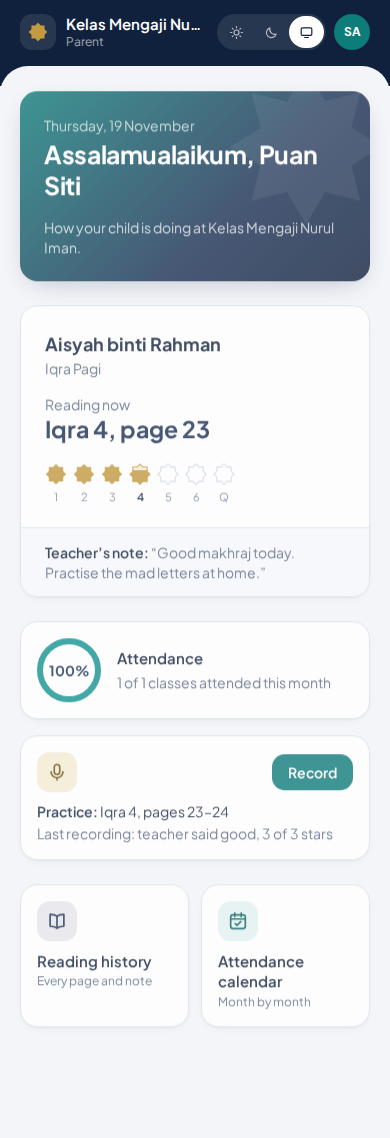 Kelas Mengaji Nu...
Parent
SA
Thursday, 19 November
Assalamualaikum, Puan
Siti
How your child is doing at Kelas Mengaji Nurul
Iman.
Aisyah binti Rahman
Iqra Pagi
Reading now
Iqra 4, page 23
1 2 3 4 5 6 Q
Teacher’s note: “Good makhraj today.
Practise the mad letters at home.”
100%
Attendance
1 of 1 classes attended this month
Record
Practice: Iqra 4, pages 23–24
Last recording: teacher said good, 3 of 3 stars
Reading history
Every page and note
Attendance
calendar
Month by month